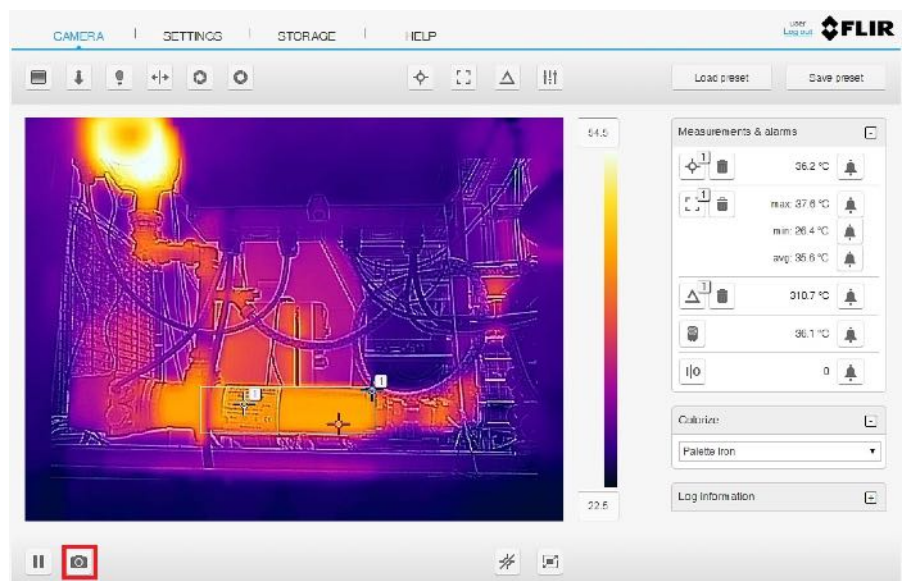 CAMERA SETTINGS STORAGE HELP
user
Log out
FLIR
Load preset Save preset
54.5
22.5
Measurements & alarms
1 36.2 °C
1 max: 37.6 °C
min: 26.4 °C
avg: 35.6 °C
1 310.7 °C
36.1 °C
I|O 0
1
1
Colorize
Palette Iron
Log Information